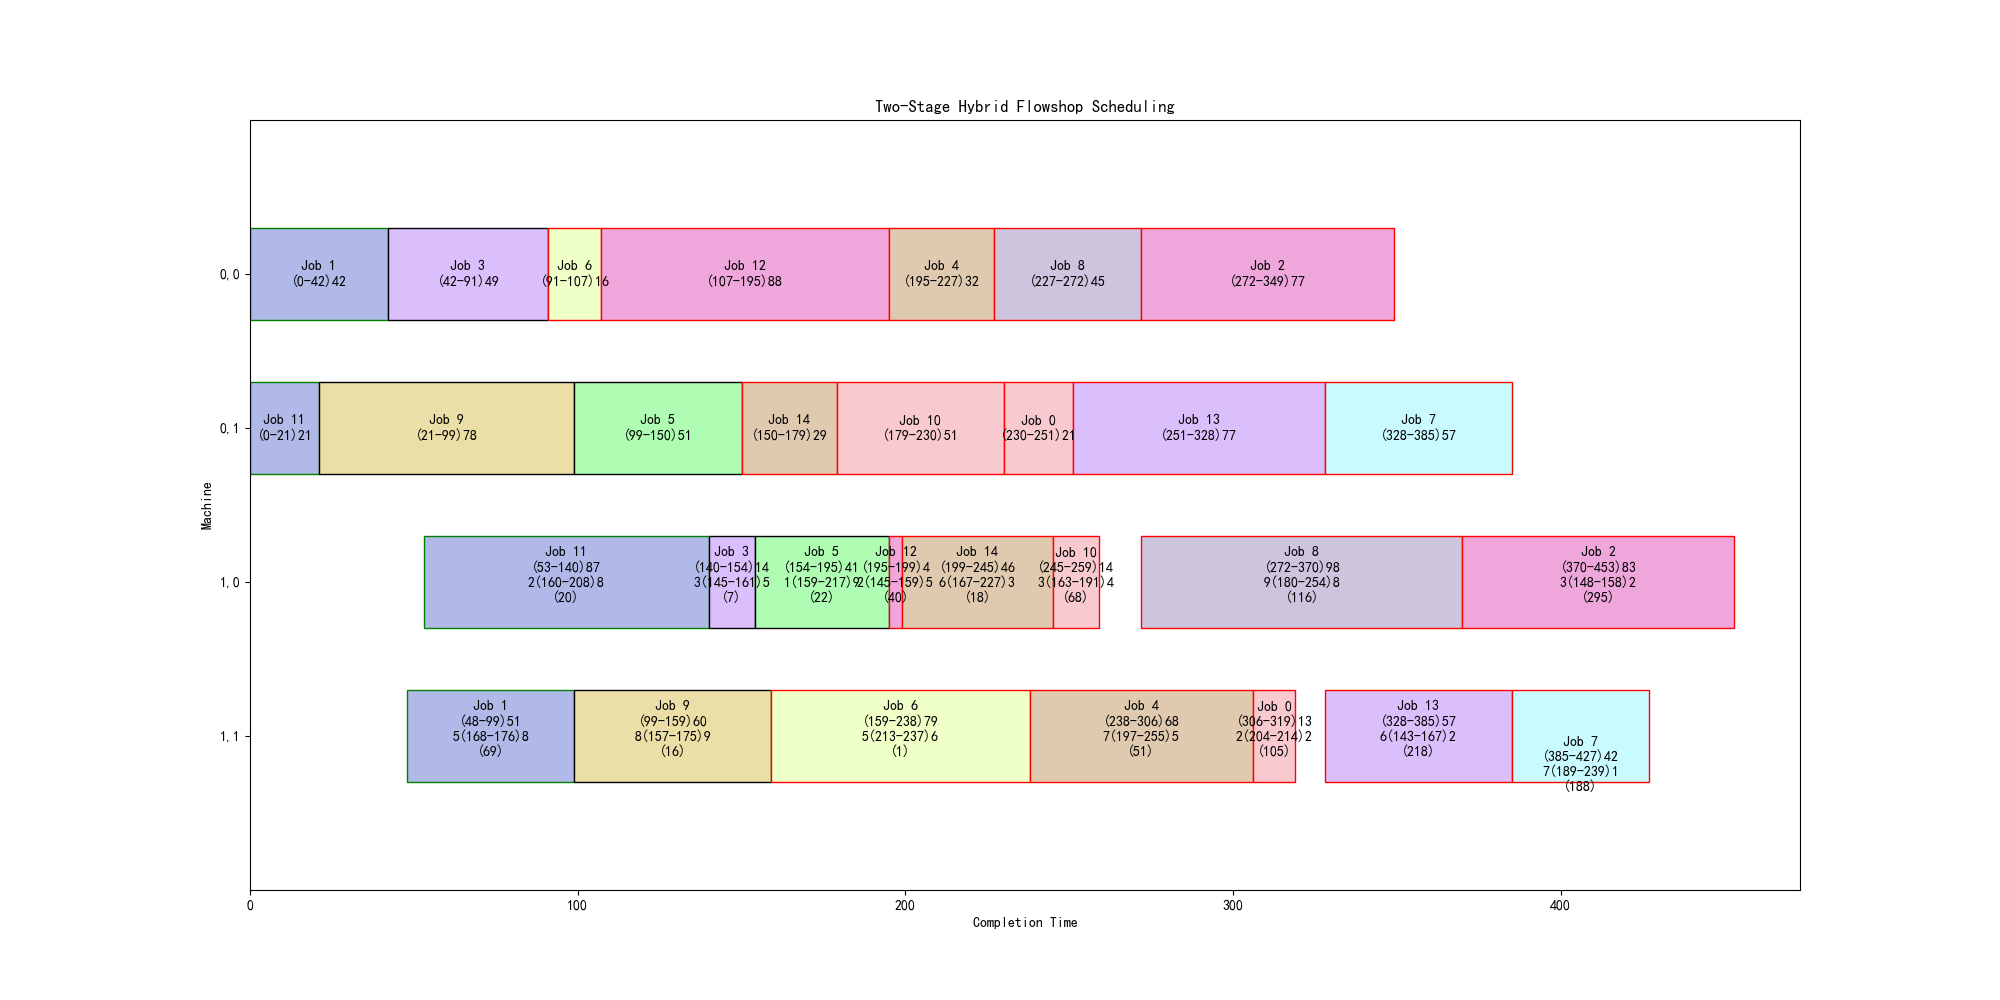 Two-Stage Hybrid Flowshop Scheduling
Machine
0,0
Job 1
(0-42)42
Job 3
(42-91)49
Job 6
(91-107)16
Job 12
(107-195)88
Job 4
(195-227)32
Job 8
(227-272)45
Job 2
(272-349)77
0,1
Job 11
(0-21)21
Job 9
(21-99)78
Job 5
(99-150)51
Job 14
(150-179)29
Job 10
(179-230)51
Job 0
(230-251)21
Job 13
(251-328)77
Job 7
(328-385)57
1,0
Job 11
(53-140)87
2(160-208)8
(20)
Job 3
(140-154)14
3(145-161)5
(7)
Job 5
(154-195)41
1(159-217)9
(22)
Job 12
(195-199)4
2(145-159)5
(40)
Job 14
(199-245)46
6(167-227)3
(18)
Job 10
(245-259)14
3(163-191)4
(68)
Job 8
(272-370)98
9(180-254)8
(116)
Job 2
(370-453)83
3(148-158)2
(295)
1,1
Job 1
(48-99)51
5(168-176)8
(69)
Job 9
(99-159)60
8(157-175)9
(16)
Job 6
(159-238)79
5(213-237)6
(1)
Job 4
(238-306)68
7(197-255)5
(51)
Job 0
(306-319)13
2(204-214)2
(105)
Job 13
(328-385)57
6(143-167)2
(218)
Job 7
(385-427)42
7(189-239)1
(188)
0
100
200
300
400
Completion Time